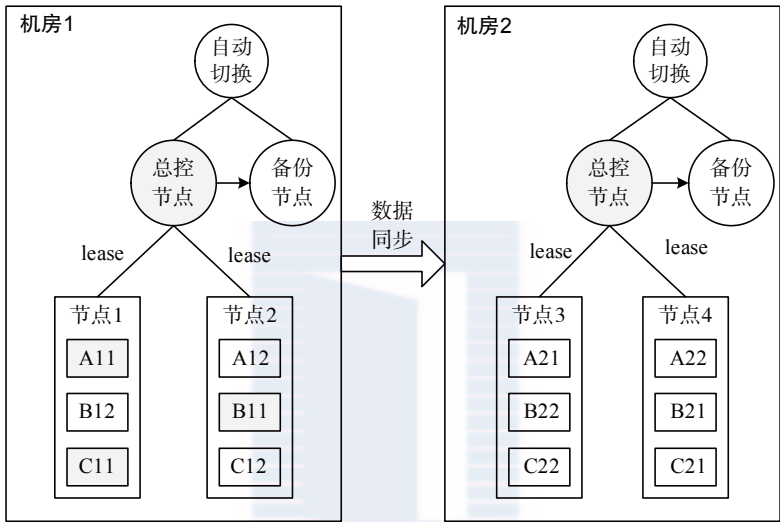 机房1
自动
切换
总控
节点
备份
节点
lease
lease
节点1
A11
B12
C11
节点2
A12
B11
C12
数据
同步
机房2
自动
切换
总控
节点
备份
节点
lease
lease
节点3
A21
B22
C22
节点4
A22
B21
C21